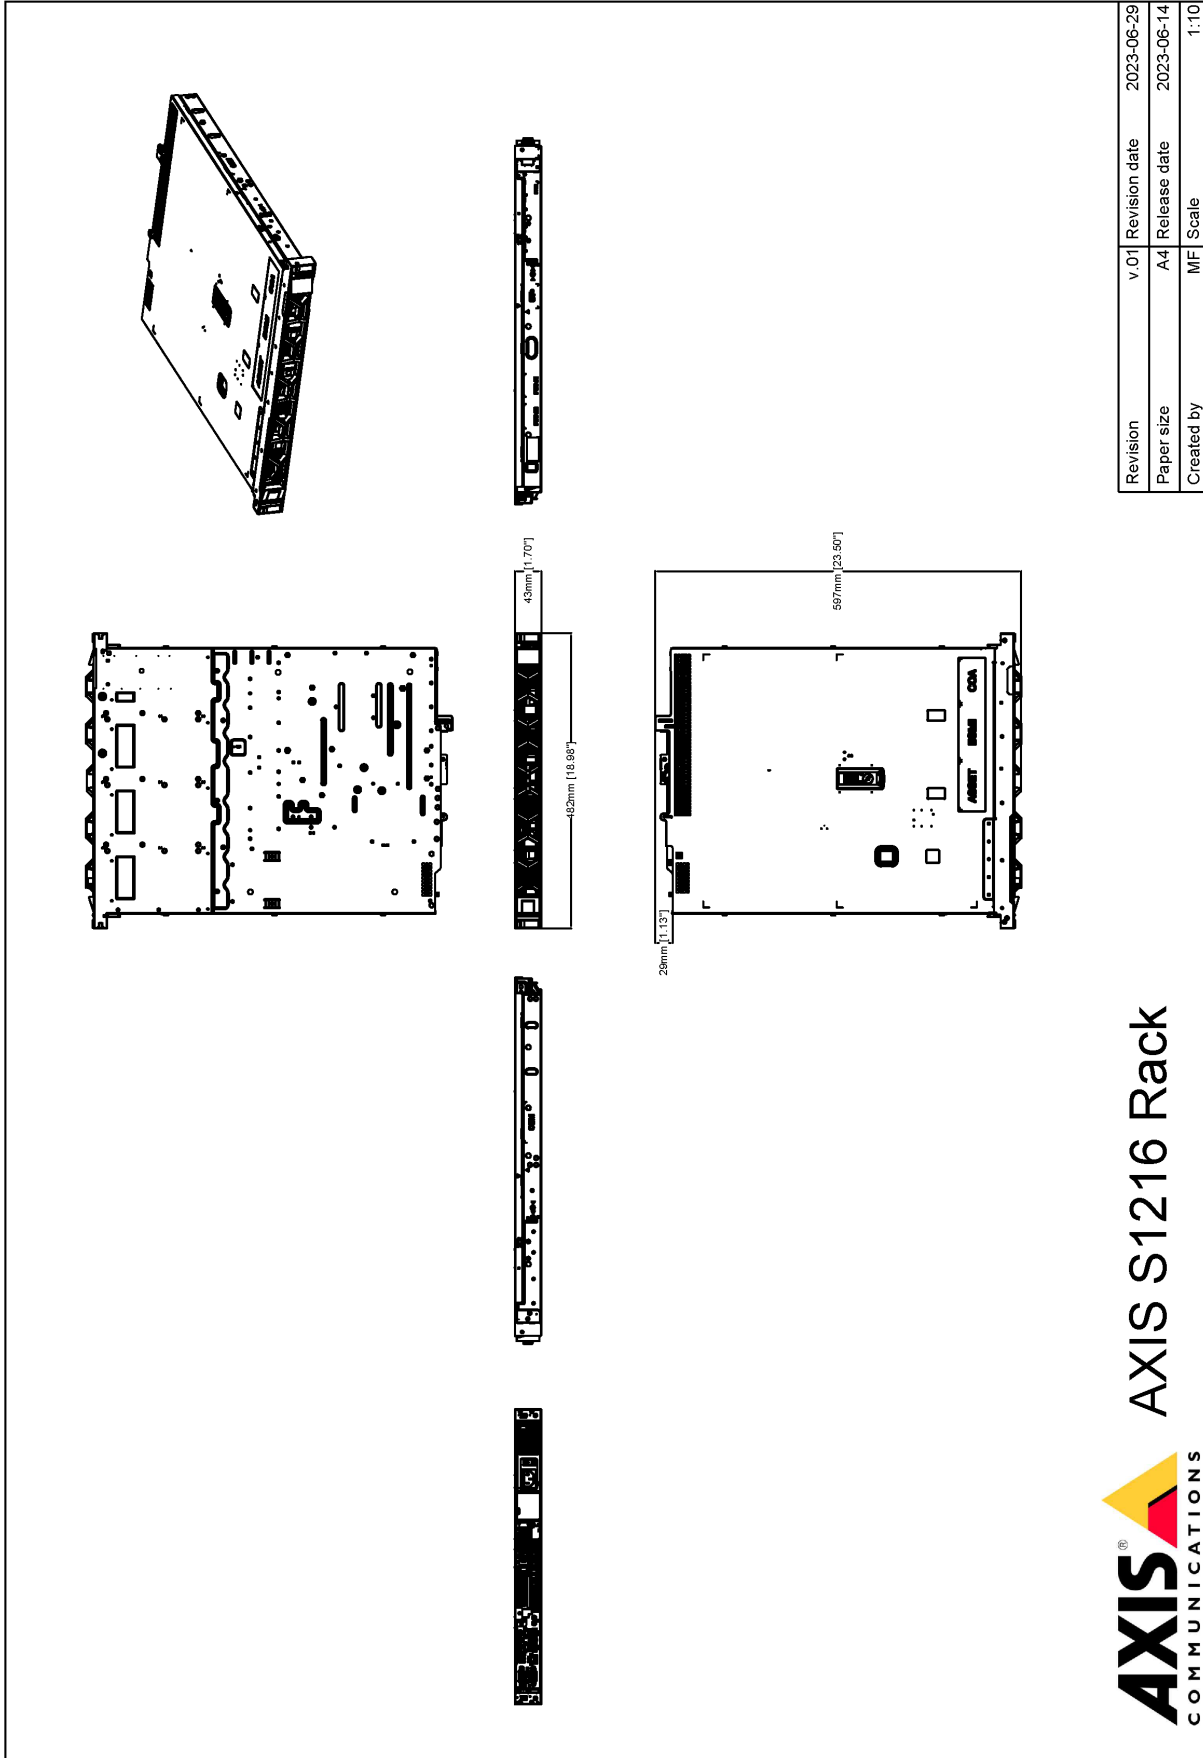 43mm [1.70"]
482mm [18.98"]
597mm [23.50"]
29mm [1.13"]
ASSET
COA
AXIS®
COMMUNICATIONS
AXIS S1216 Rack
Revision v.01 Revision date 2023-06-29
Paper size A4 Release date 2023-06-14
Created by MF Scale 1:10